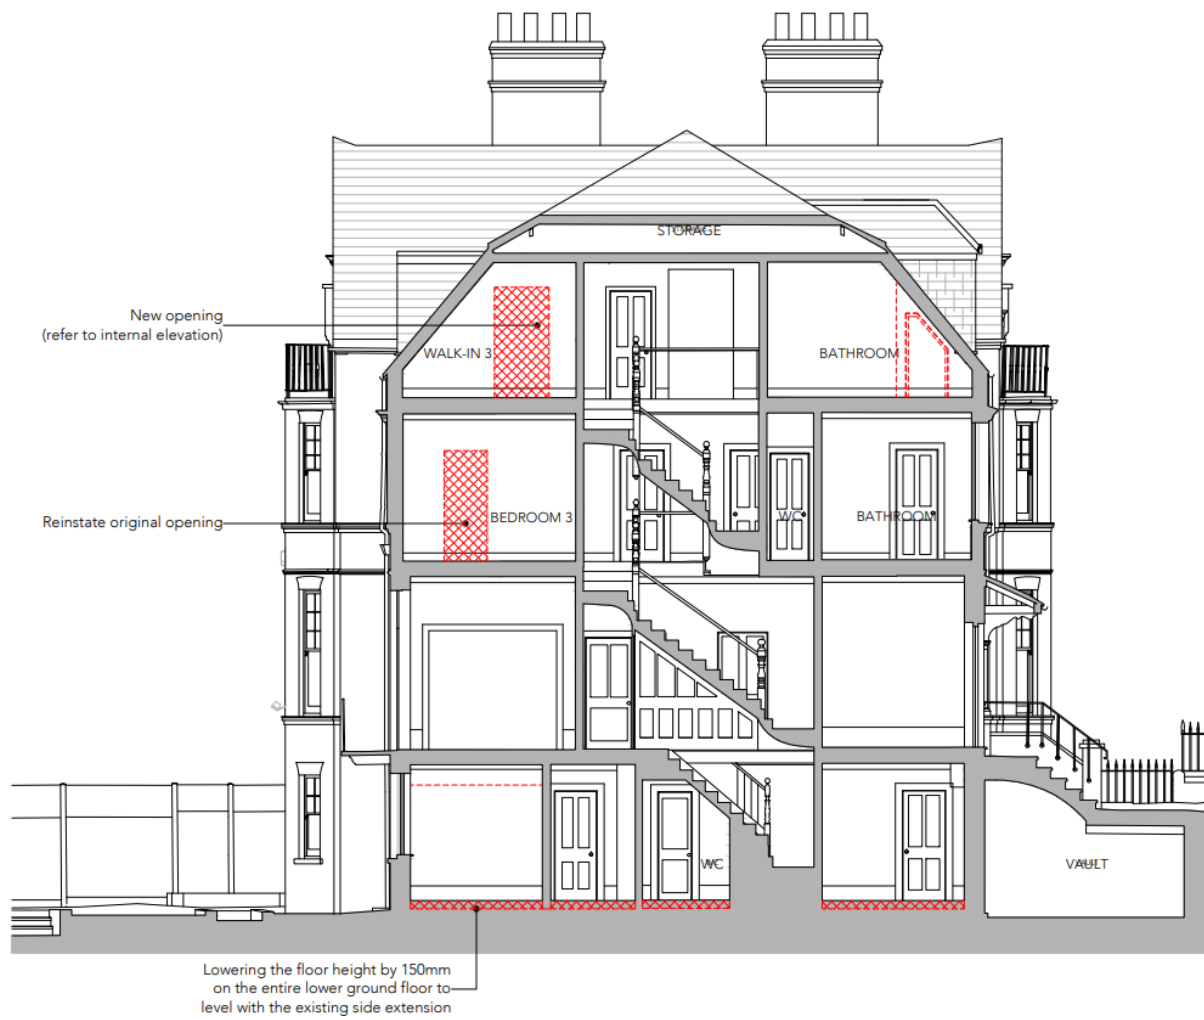 STORAGE
New opening
(refer to internal elevation)
WALK-IN 3
BATHROOM
Reinstate original opening
BEDROOM 3
WC
BATHROOM
WC
VAULT
Lowering the floor height by 150mm
on the entire lower ground floor to
level with the existing side extension